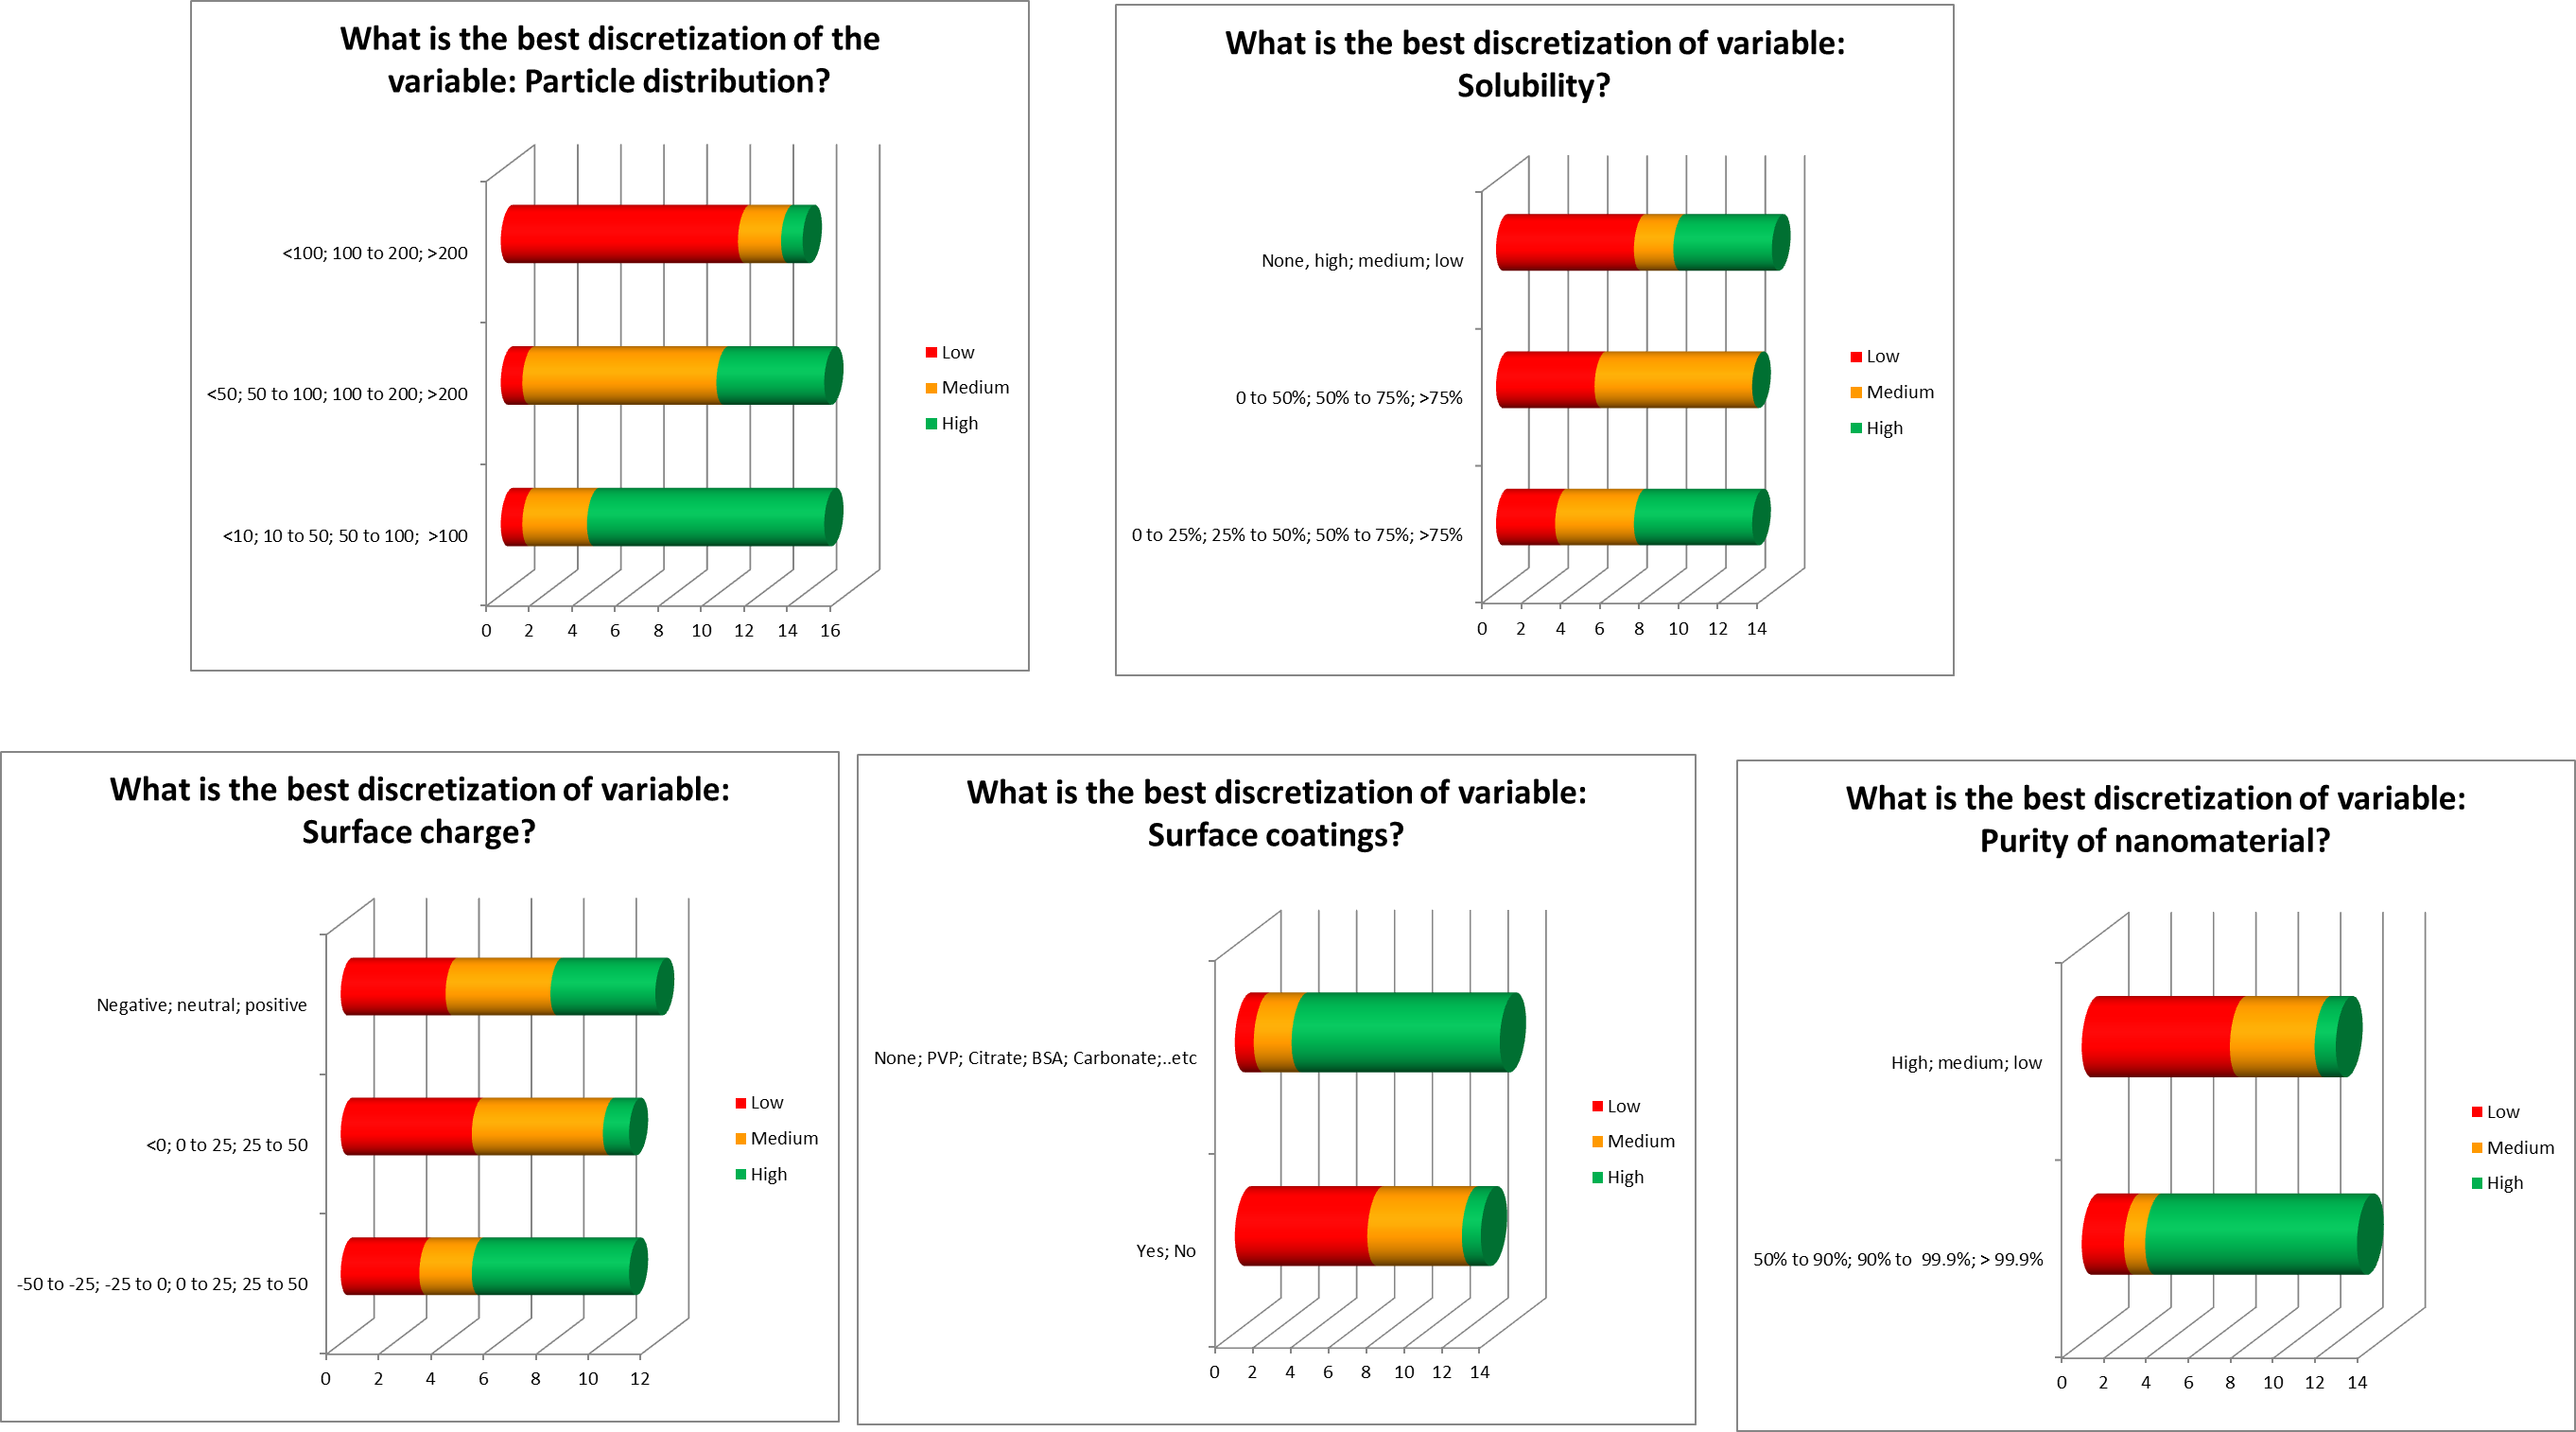 What is the best discretization of the
variable: Particle distribution?
<100; 100 to 200; >200
<50; 50 to 100; 100 to 200; >200
<10; 10 to 50; 50 to 100;  >100
0 2 4 6 8 10 12 14 16
Low
Medium
High
What is the best discretization of variable:
Solubility?
None, high; medium; low
0 to 50%; 50% to 75%; >75%
0 to 25%; 25% to 50%; 50% to 75%; >75%
0 2 4 6 8 10 12 14
Low
Medium
High
What is the best discretization of variable:
Surface charge?
Negative; neutral; positive
<0; 0 to 25; 25 to 50
-50 to -25; -25 to 0; 0 to 25; 25 to 50
0 2 4 6 8 10 12
Low
Medium
High
What is the best discretization of variable:
Surface coatings?
None; PVP; Citrate; BSA; Carbonate;..etc
Yes; No
0 2 4 6 8 10 12 14
Low
Medium
High
What is the best discretization of variable:
Purity of nanomaterial?
High; medium; low
50% to 90%; 90% to  99.9%; > 99.9%
0 2 4 6 8 10 12 14
Low
Medium
High